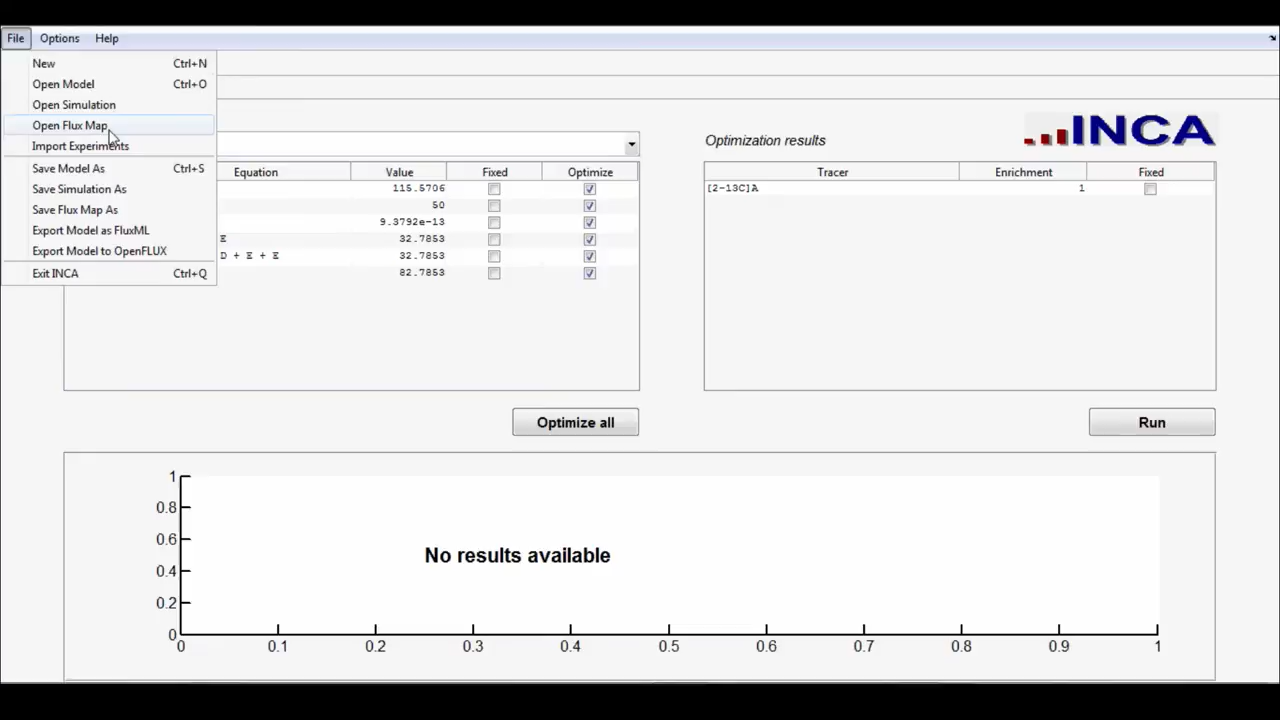 File Options Help
New Ctrl+N
Open Model Ctrl+O
Open Simulation
Open Flux Map
Import Experiments
Save Model As Ctrl+S
Save Simulation As
Save Flux Map As
Export Model as FluxML
Export Model to OpenFLUX
Exit INCA Ctrl+Q
Equation Value Fixed Optimize
115.5706
50
9.3792e-13
E 32.7853
D + E + E 32.7853
82.7853
Optimize all
INCA
Optimization results
Tracer Enrichment Fixed
[2-13C]A 1
Run
1
0.8
0.6
0.4
0.2
0
No results available
0 0.1 0.2 0.3 0.4 0.5 0.6 0.7 0.8 0.9 1